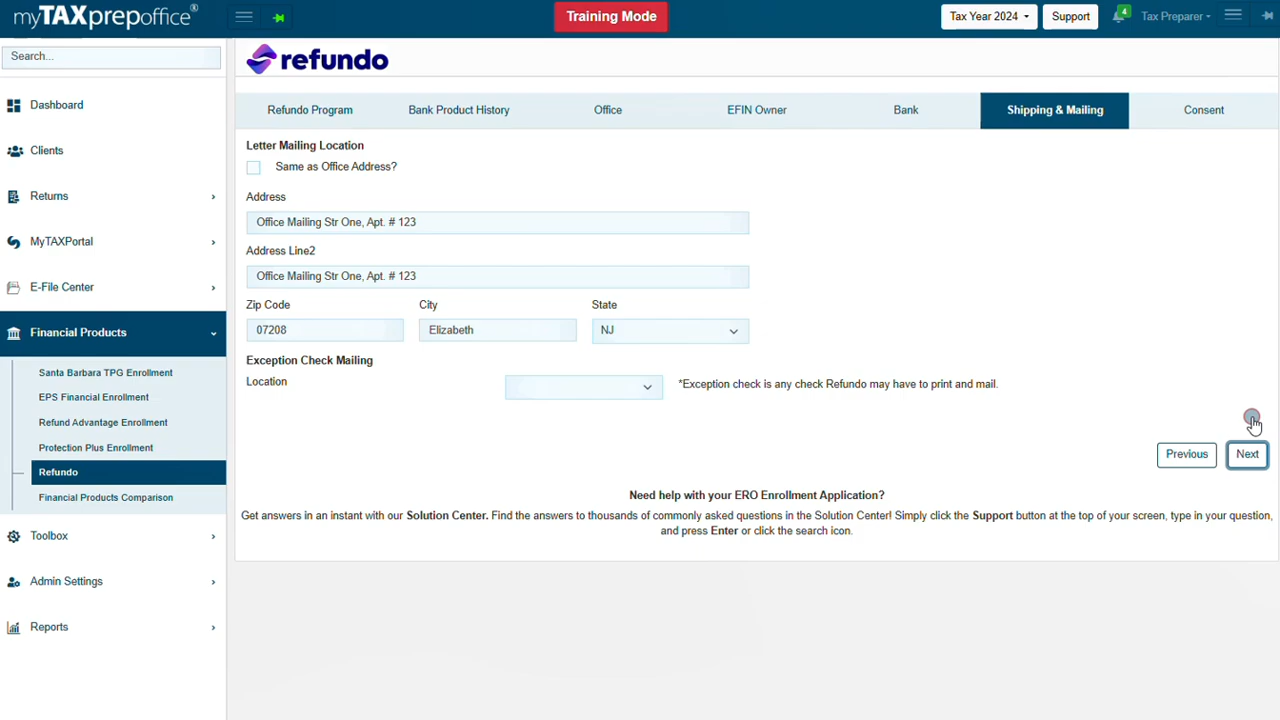 myTAXprepoffice®
Training Mode
Tax Year 2024
Support
4
Tax Preparer
Search...
Dashboard
Clients
Returns
MyTAXPortal
E-File Center
Financial Products
Santa Barbara TPG Enrollment
EPS Financial Enrollment
Refund Advantage Enrollment
Protection Plus Enrollment
Refundo
Financial Products Comparison
Toolbox
Admin Settings
Reports
refundo
Refundo Program
Bank Product History
Office
EFIN Owner
Bank
Shipping & Mailing
Consent
Letter Mailing Location
Same as Office Address?
Address
Office Mailing Str One, Apt. # 123
Address Line2
Office Mailing Str One, Apt. # 123
Zip Code
City
State
07208
Elizabeth
NJ
Exception Check Mailing
Location
*Exception check is any check Refundo may have to print and mail.
Previous
Next
Need help with your ERO Enrollment Application?
Get answers in an instant with our Solution Center. Find the answers to thousands of commonly asked questions in the Solution Center! Simply click the Support button at the top of your screen, type in your question,
and press Enter or click the search icon.